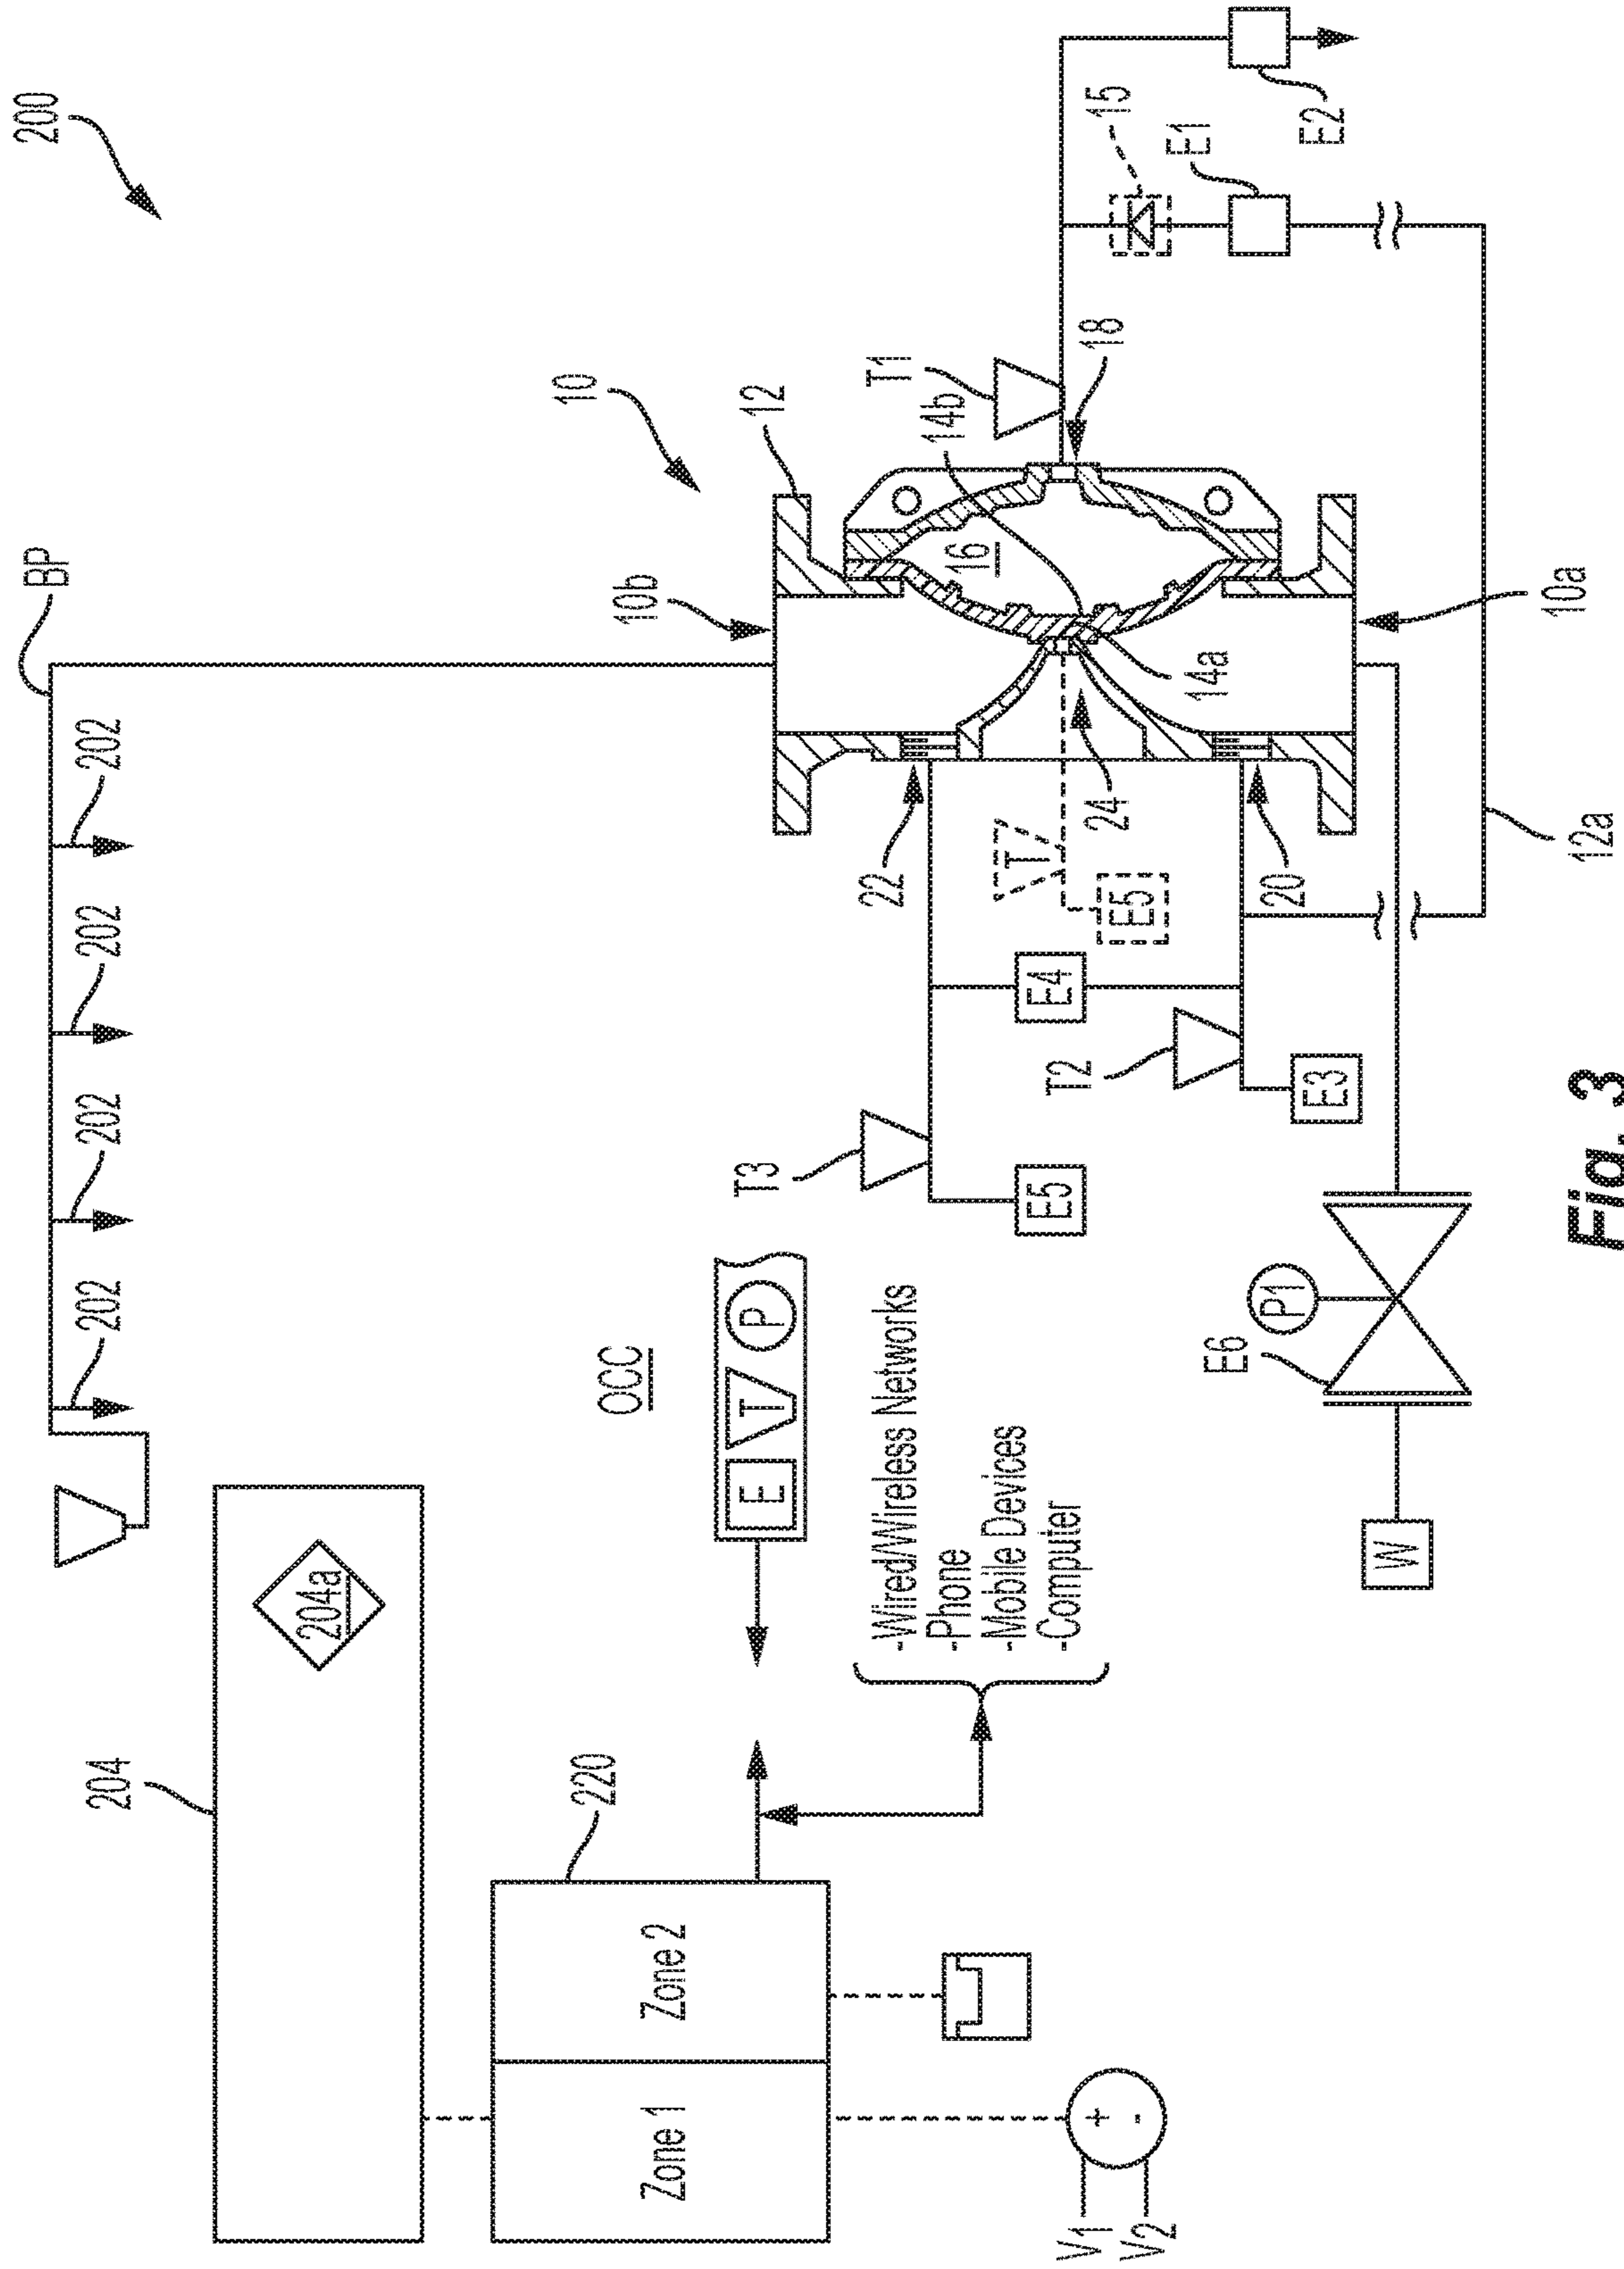 200
BP
202
202
202
202
204
204a
10
220
OCC
10b
Zone 1
Zone 2
E
T
P
T3
12
22
T1
14b
16
-Wired/Wireless Networks
-Phone
-Mobile Devices
-Computer
T
E5
E4
T2
24
18
15
V1
V2
+
-
E5
E5
14a
E1
E6
P1
20
E2
E3
W
10a
12a
Fig. 3